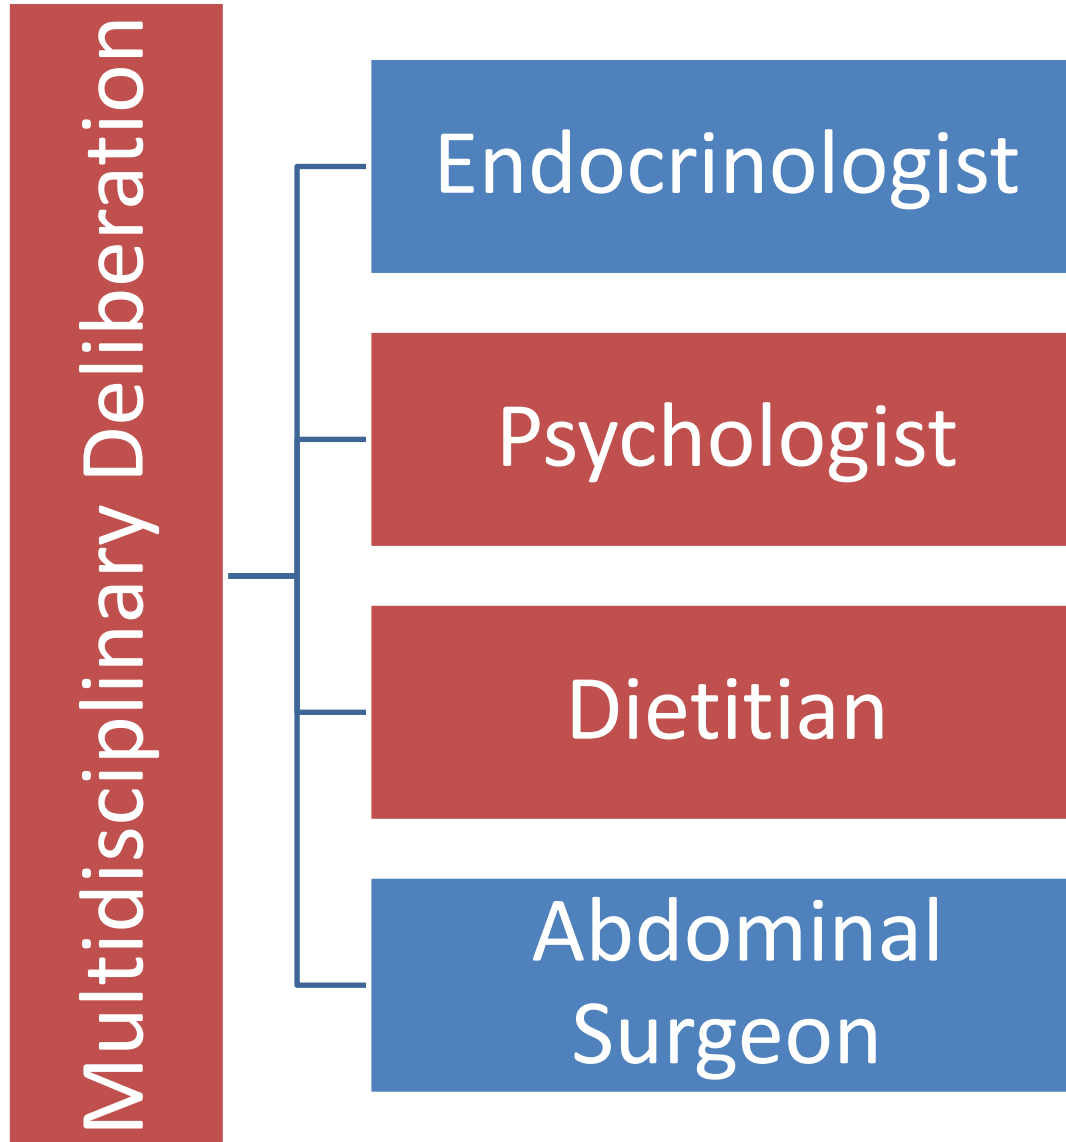 Multidisciplinary Deliberation
Endocrinologist
Psychologist
Dietitian
Abdominal
Surgeon